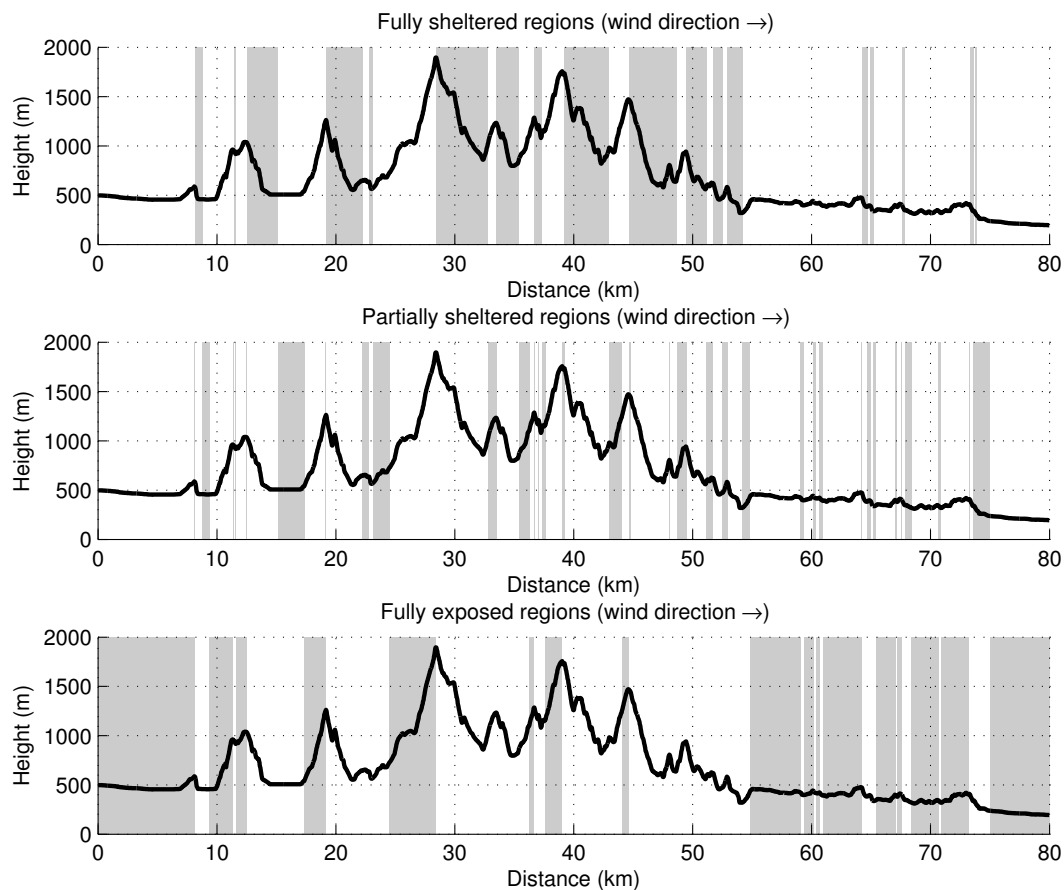 Fully sheltered regions (wind direction →)
2000
1500
1000
500
0
Height (m)
0 10 20 30 40 50 60 70 80
Distance (km)
Partially sheltered regions (wind direction →)
2000
1500
1000
500
0
Height (m)
0 10 20 30 40 50 60 70 80
Distance (km)
Fully exposed regions (wind direction →)
2000
1500
1000
500
0
Height (m)
0 10 20 30 40 50 60 70 80
Distance (km)